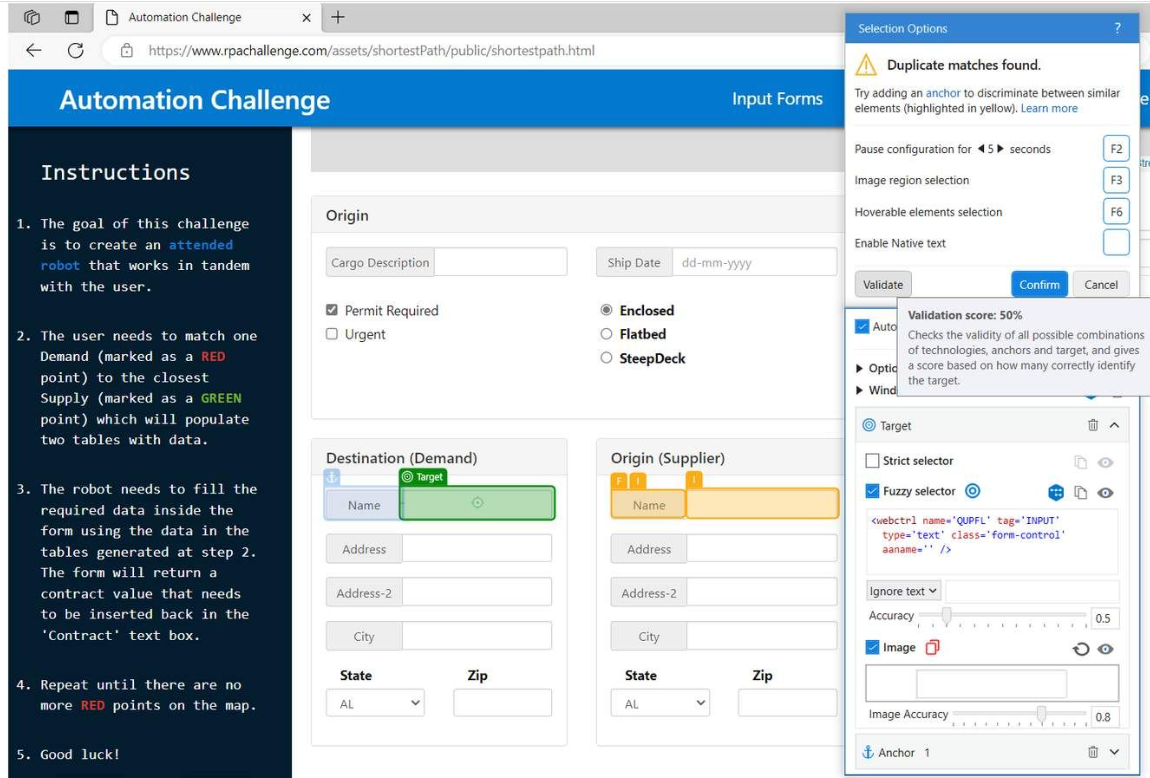 Automation Challenge
https://www.rpachallenge.com/assets/shortestPath/public/shortestpath.html
Automation Challenge
Input Forms
Instructions
1. The goal of this challenge
is to create an attended
robot that works in tandem
with the user.
2. The user needs to match one
Demand (marked as a RED
point) to the closest
Supply (marked as a GREEN
point) which will populate
two tables with data.
3. The robot needs to fill the
required data inside the
form using the data in the
tables generated at step 2.
The form will return a
contract value that needs
to be inserted back in the
'Contract' text box.
4. Repeat until there are no
more RED points on the map.
5. Good luck!
Origin
Cargo Description
Ship Date dd-mm-yyyy
Permit Required
Urgent
Enclosed
Flatbed
SteepDeck
Destination (Demand)
Target
Name
Address
Address-2
City
State Zip
AL
Origin (Supplier)
F I I
Name
Address
Address-2
City
State Zip
AL
Selection Options ?
Duplicate matches found.
Try adding an anchor to discriminate between similar
elements (highlighted in yellow). Learn more
Pause configuration for 5 seconds F2
Image region selection F3
Hoverable elements selection F6
Enable Native text
Validate Confirm Cancel
Validation score: 50%
Checks the validity of all possible combinations
of technologies, anchors and target, and gives
a score based on how many correctly identify
the target.
Auto
Optio
Wind
Target
Strict selector
Fuzzy selector
<webctrl name='QUPFL' tag='INPUT'
type='text' class='form-control'
aaname='' />
Ignore text
Accuracy 0.5
Image
Image Accuracy 0.8
Anchor 1